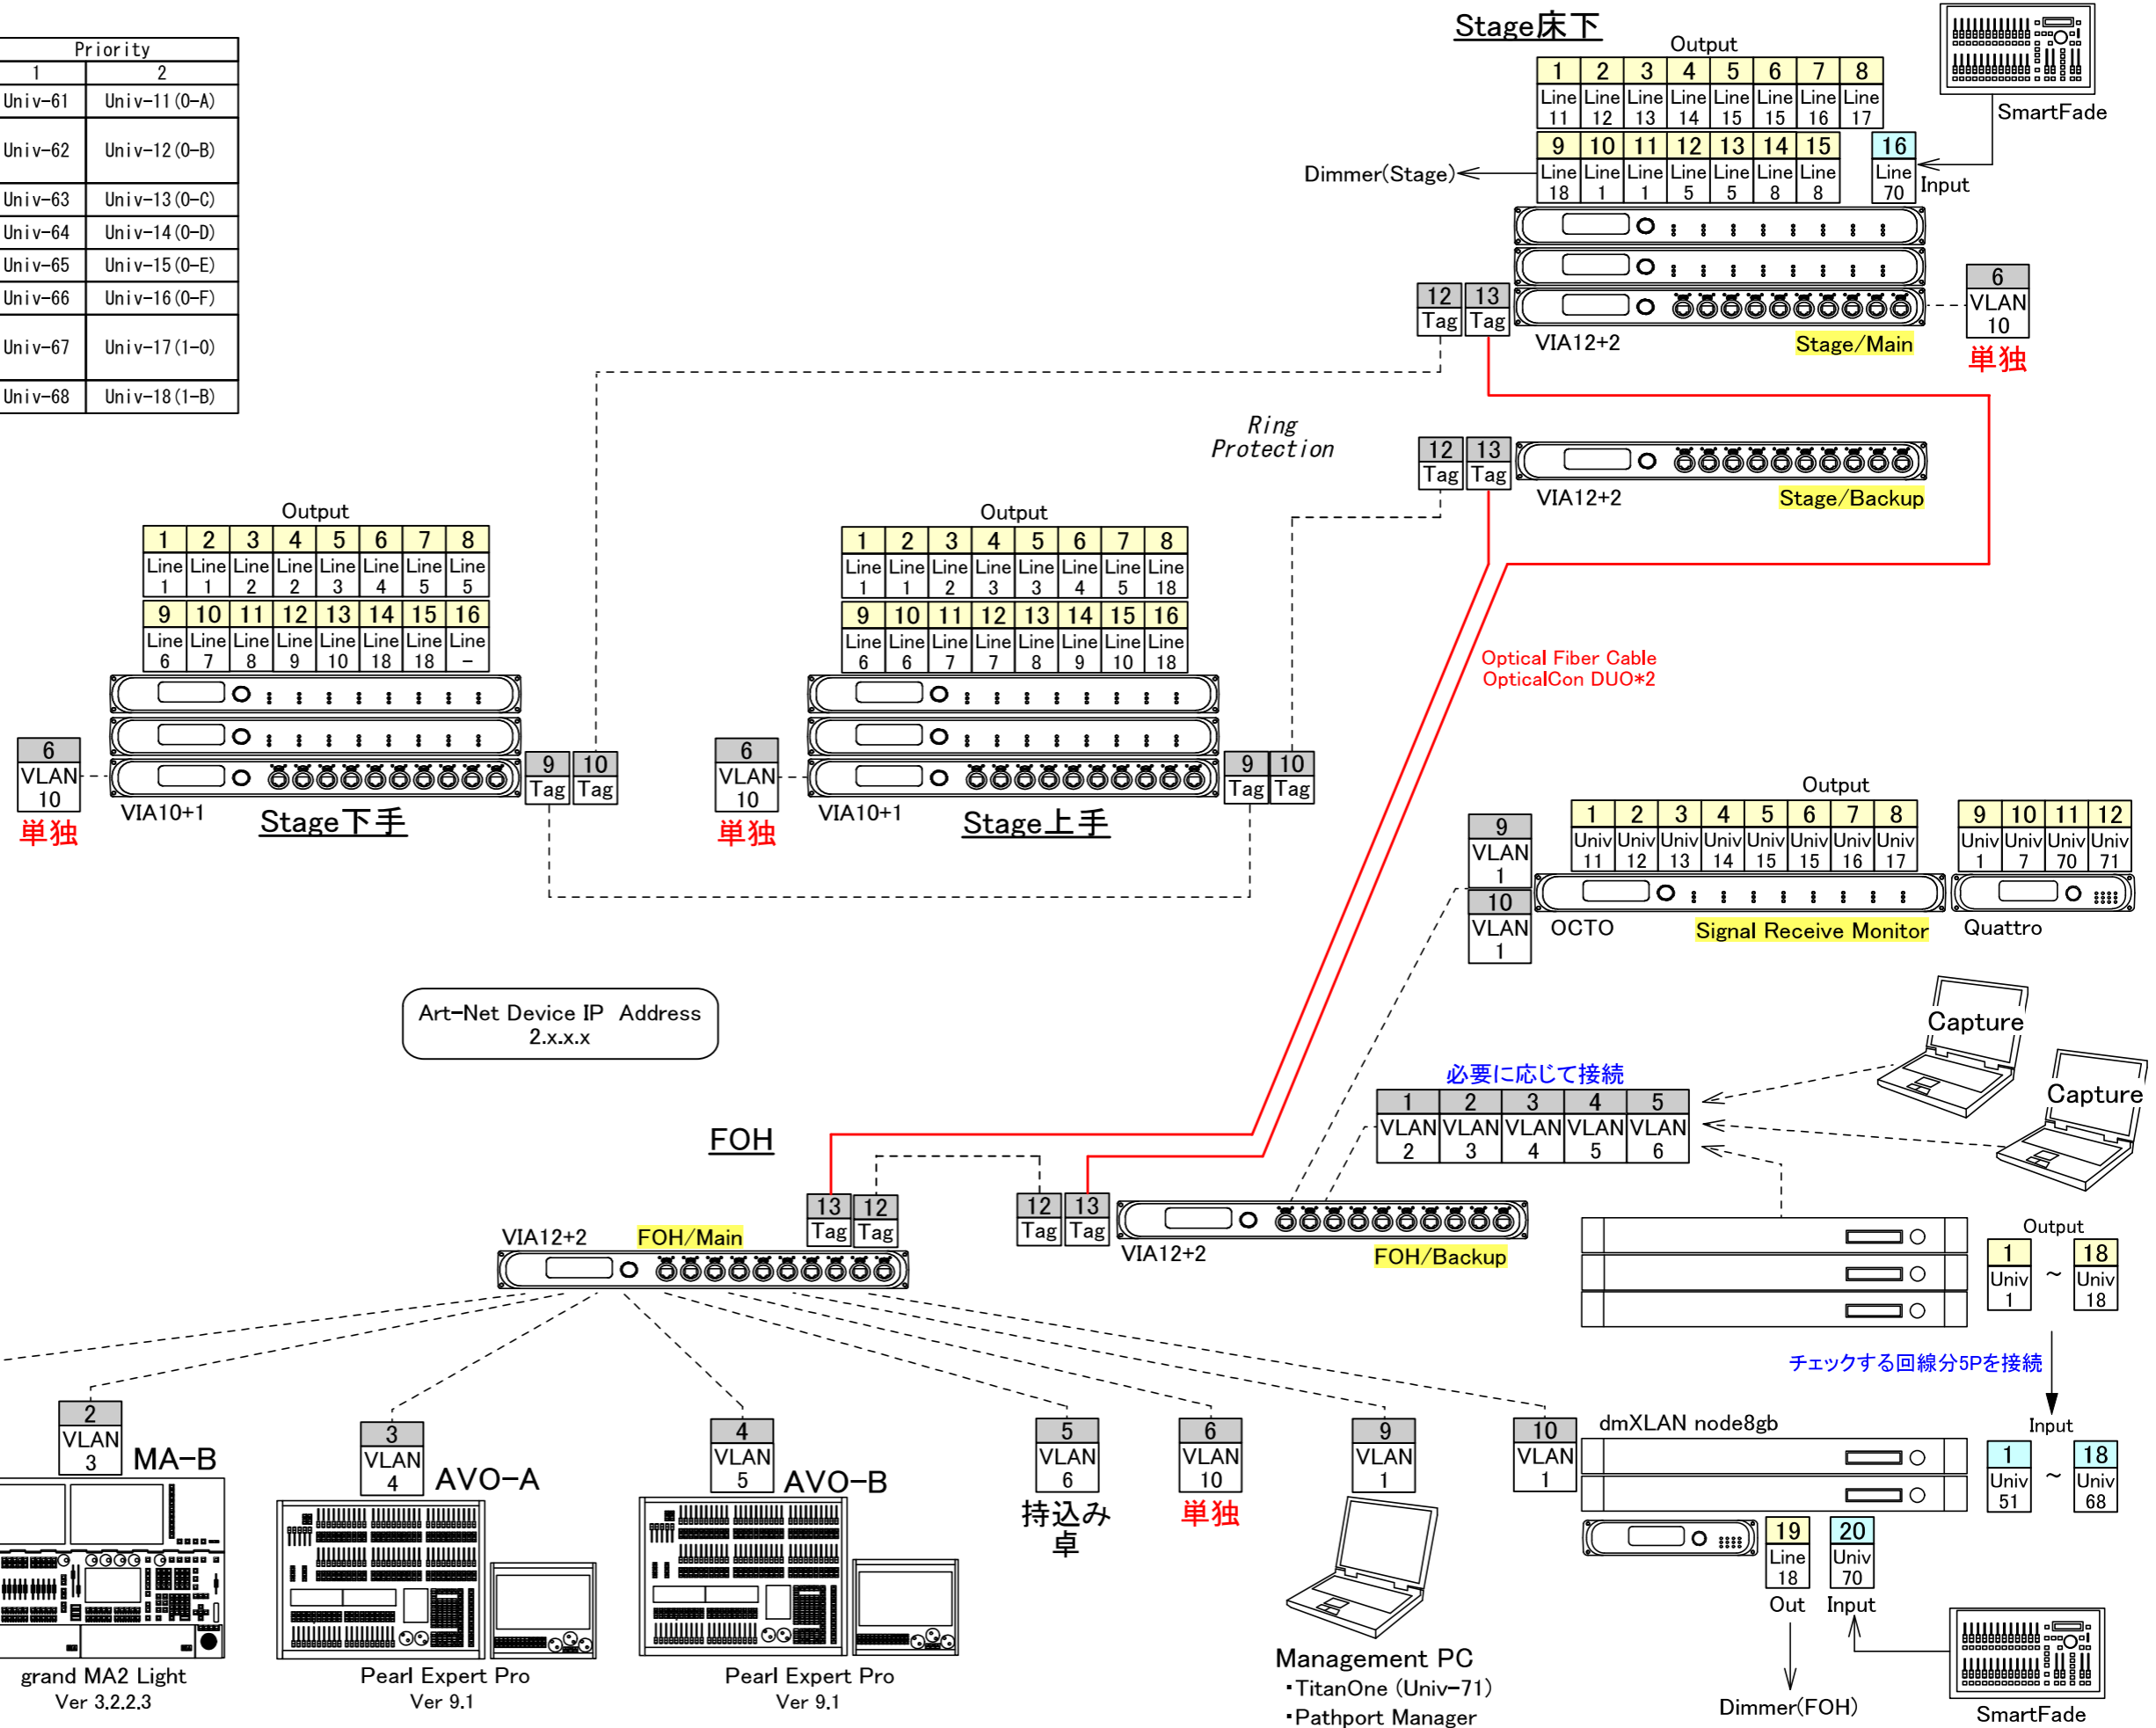 Priority
1 2
Univ-61 Univ-11(0-A)
Univ-62 Univ-12(0-B)
Univ-63 Univ-13(0-C)
Univ-64 Univ-14(0-D)
Univ-65 Univ-15(0-E)
Univ-66 Univ-16(0-F)
Univ-67 Univ-17(1-0)
Univ-68 Univ-18(1-B)
Stage床下
Output
1 2 3 4 5 6 7 8
Line Line Line Line Line Line Line Line
11 12 13 14 15 15 16 17
9 10 11 12 13 14 15 16
Line Line Line Line Line Line Line Line
18 1 1 5 5 8 8 70
Dimmer(Stage)
Input
SmartFade
12 13
Tag Tag
VIA12+2
Stage/Main
6
VLAN
10
単独
Ring
Protection
12 13
Tag Tag
VIA12+2
Stage/Backup
Output
1 2 3 4 5 6 7 8
Line Line Line Line Line Line Line Line
1 1 2 2 3 4 5 5
9 10 11 12 13 14 15 16
Line Line Line Line Line Line Line Line
6 7 8 9 10 18 18 -
6
VLAN
10
単独
VIA10+1
Stage下手
9 10
Tag Tag
Output
1 2 3 4 5 6 7 8
Line Line Line Line Line Line Line Line
1 1 2 3 3 4 5 18
9 10 11 12 13 14 15 16
Line Line Line Line Line Line Line Line
6 6 7 7 8 9 10 18
6
VLAN
10
単独
VIA10+1
Stage上手
9 10
Tag Tag
Optical Fiber Cable
OpticalCon DUO*2
Output
1 2 3 4 5 6 7 8
Univ Univ Univ Univ Univ Univ Univ Univ
11 12 13 14 15 15 16 17
9 10 11 12
Univ Univ Univ Univ
1 7 70 71
9
VLAN
1
10
VLAN
1
OCTO
Signal Receive Monitor
Quattro
Art-Net Device IP Address
2.x.x.x
Capture
Capture
必要に応じて接続
1 2 3 4 5
VLAN VLAN VLAN VLAN VLAN
2 3 4 5 6
FOH
13 12
Tag Tag
VIA12+2
FOH/Main
12 13
Tag Tag
VIA12+2
FOH/Backup
Output
1 ~ 18
Univ Univ
1 18
チェックする回線分5Pを接続
Input
1 ~ 18
Univ Univ
51 68
2
VLAN
3
MA-B
grand MA2 Light
Ver 3.2.2.3
3
VLAN
4
AVO-A
Pearl Expert Pro
Ver 9.1
4
VLAN
5
AVO-B
Pearl Expert Pro
Ver 9.1
5
VLAN
6
持込み
卓
6
VLAN
10
単独
9
VLAN
1
Management PC
・TitanOne (Univ-71)
・Pathport Manager
10
VLAN
1
dmXLAN node8gb
19 20
Line Univ
18 70
Out Input
Dimmer(FOH)
SmartFade